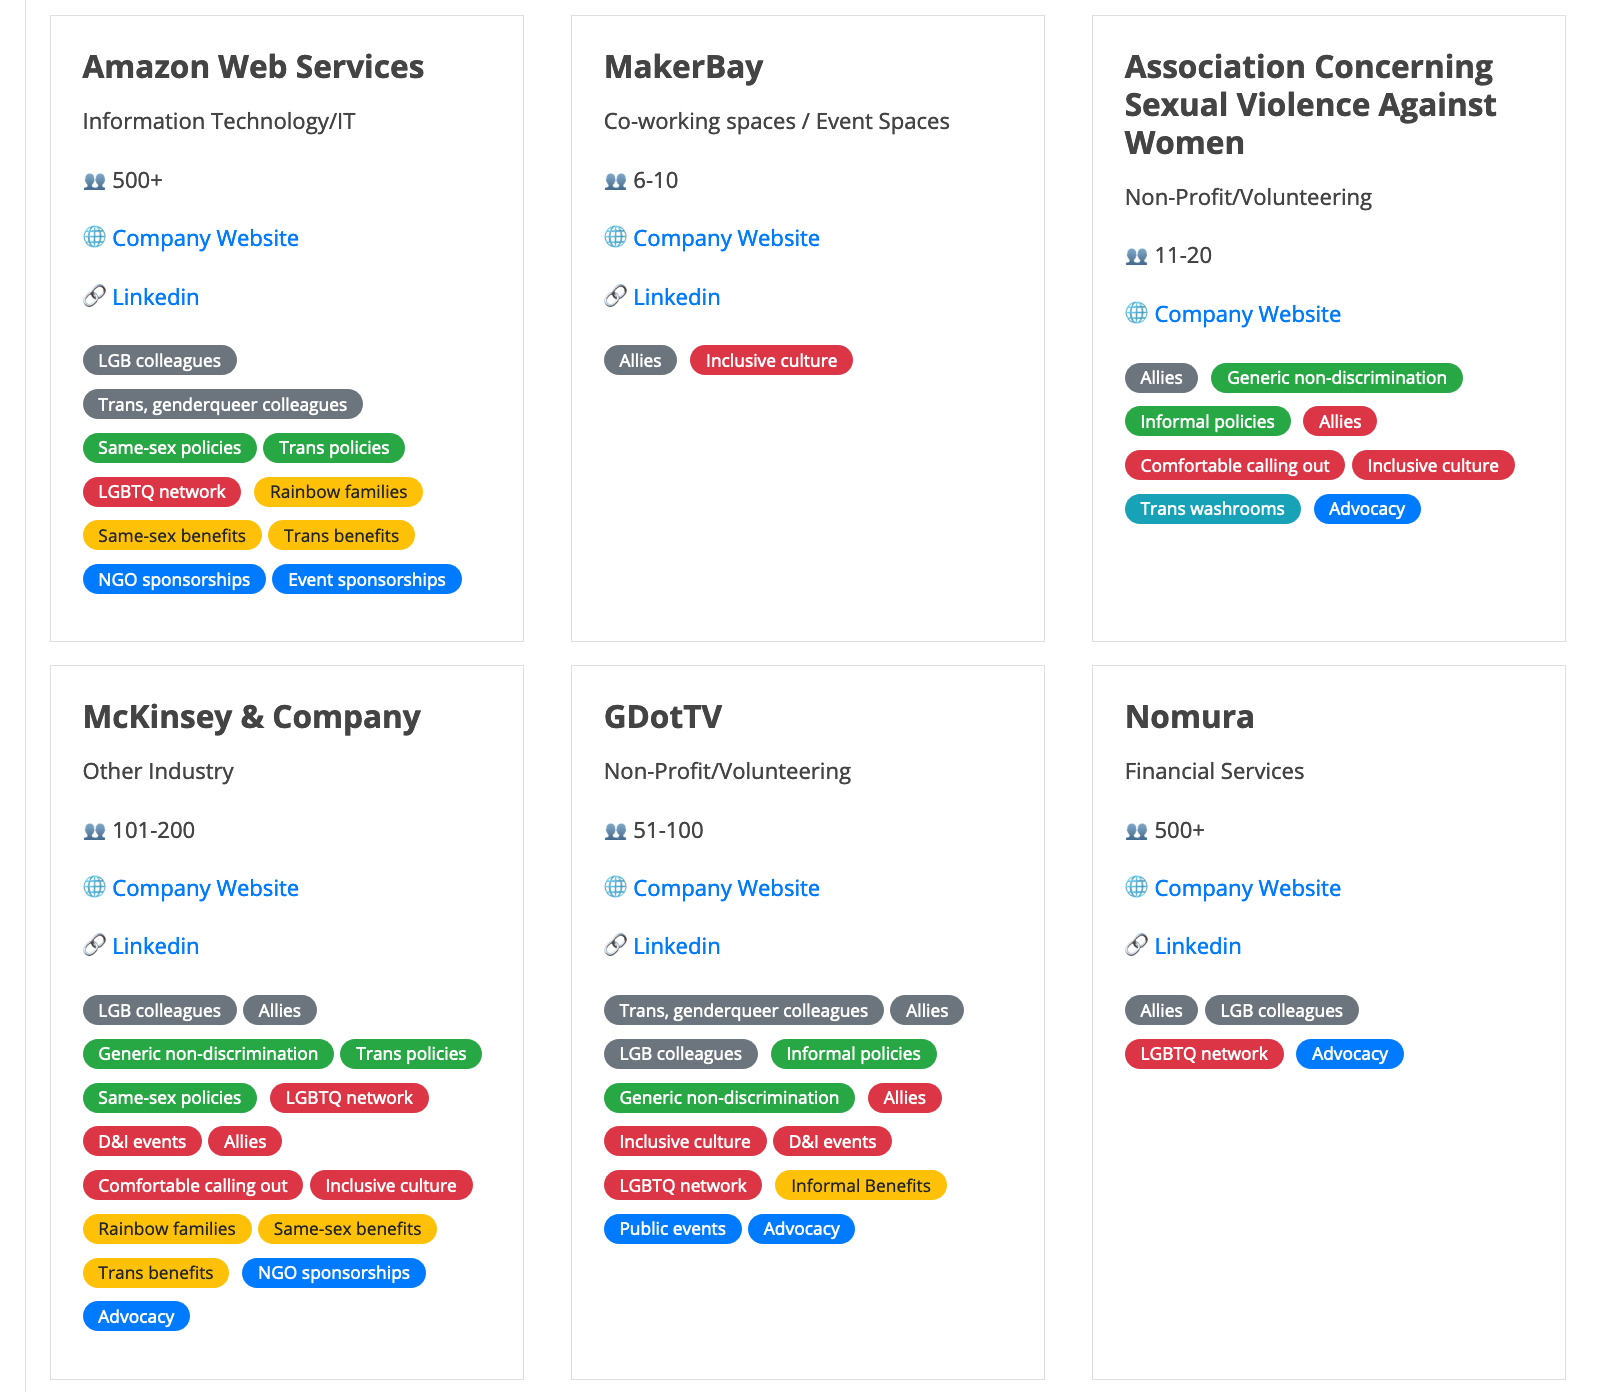 Amazon Web Services
Information Technology/IT
500+
Company Website
Linkedin
LGB colleagues
Trans, genderqueer colleagues
Same-sex policies Trans policies
LGBTQ network Rainbow families
Same-sex benefits Trans benefits
NGO sponsorships Event sponsorships
MakerBay
Co-working spaces / Event Spaces
6-10
Company Website
Linkedin
Allies Inclusive culture
Association Concerning
Sexual Violence Against
Women
Non-Profit/Volunteering
11-20
Company Website
Allies Generic non-discrimination
Informal policies Allies
Comfortable calling out Inclusive culture
Trans washrooms Advocacy
McKinsey & Company
Other Industry
101-200
Company Website
Linkedin
LGB colleagues Allies
Generic non-discrimination Trans policies
Same-sex policies LGBTQ network
D&I events Allies
Comfortable calling out Inclusive culture
Rainbow families Same-sex benefits
Trans benefits NGO sponsorships
Advocacy
GDotTV
Non-Profit/Volunteering
51-100
Company Website
Linkedin
Trans, genderqueer colleagues Allies
LGB colleagues Informal policies
Generic non-discrimination Allies
Inclusive culture D&I events
LGBTQ network Informal Benefits
Public events Advocacy
Nomura
Financial Services
500+
Company Website
Linkedin
Allies LGB colleagues
LGBTQ network Advocacy